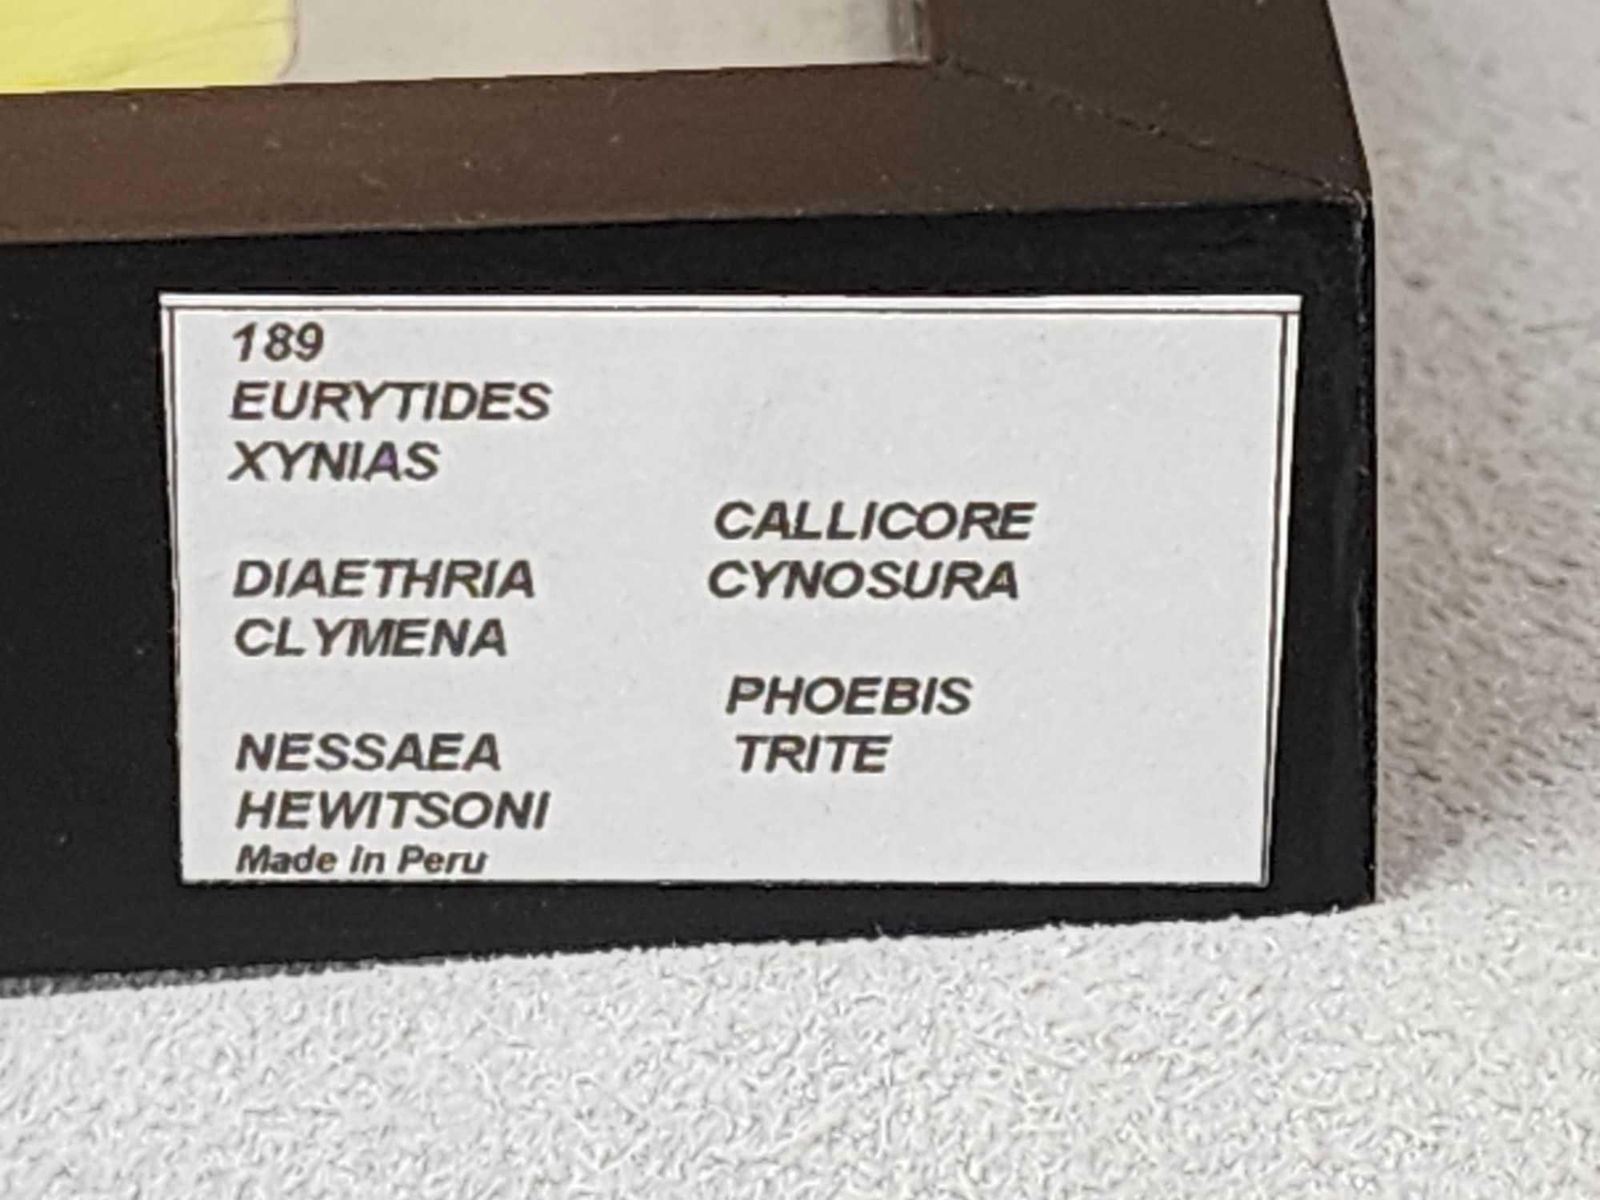 189
EURYTIDES
XYNIAS
DIAETHRIA
CLYMENA
NESSAEA
HEWITSONI
Made in Peru
CALLICORE
CYNOSURA
PHOEBIS
TRITE